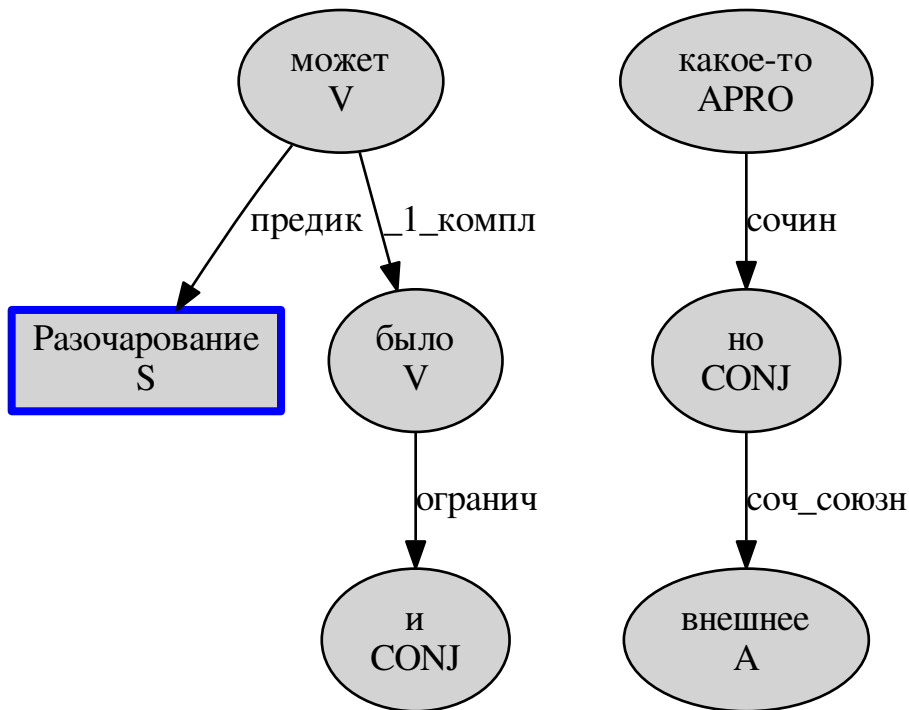 может
V
какое-то
APRO
предик
_1_компл
сочин
Разочарование
S
было
V
но
CONJ
огранич
соч_союзн
и
CONJ
внешнее
A